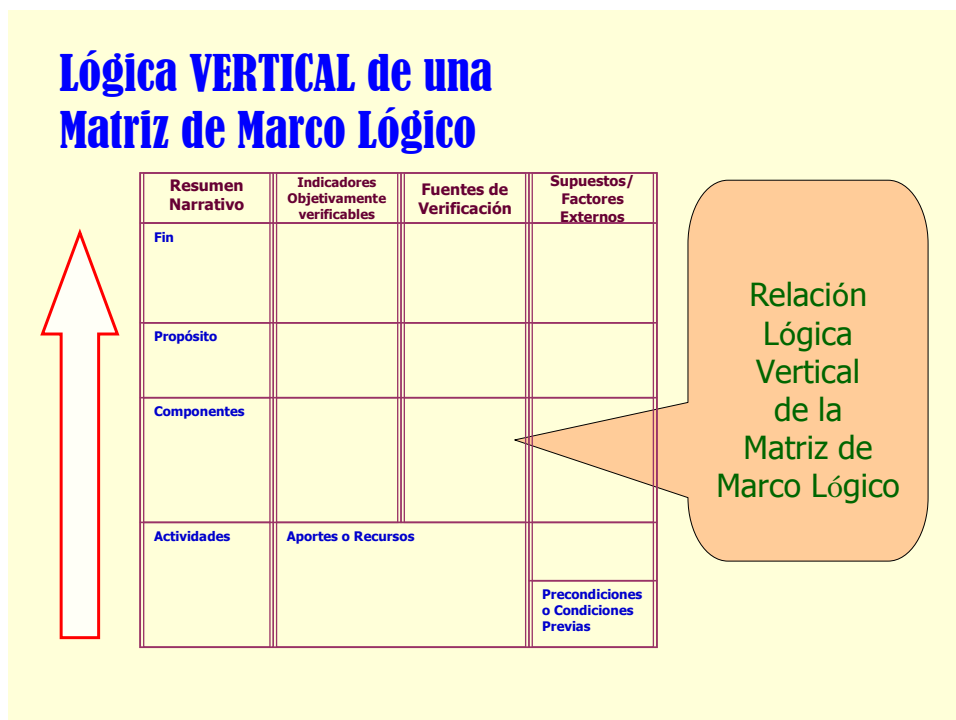 Lógica VERTICAL de una
Matriz de Marco Lógico
Resumen
Narrativo
Indicadores
Objetivamente
verificables
Fuentes de
Verificación
Supuestos/
Factores
Externos
Fin
Propósito
Componentes
Actividades
Aportes o Recursos
Precondiciones
o Condiciones
Previas
Relación
Lógica
Vertical
de la
Matriz de
Marco Lógico